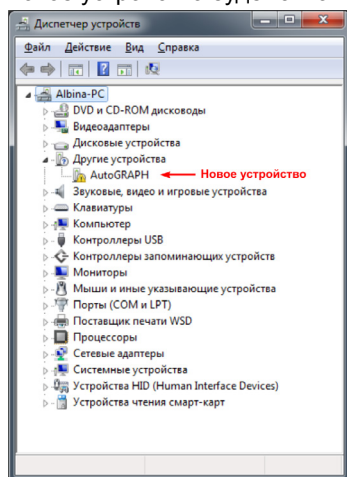 Диспетчер устройств
Файл Действие Вид Справка
Albina-PC
DVD и CD-ROM дисководы
Видеоадаптеры
Дисковые устройства
Другие устройства
AutoGRAPH Новое устройство
Звуковые, видео и игровые устройства
Клавиатуры
Компьютер
Контроллеры USB
Контроллеры запоминающих устройств
Мониторы
Мыши и иные указывающие устройства
Порты (COM и LPT)
Поставщик печати WSD
Процессоры
Сетевые адаптеры
Системные устройства
Устройства HID (Human Interface Devices)
Устройства чтения смарт-карт